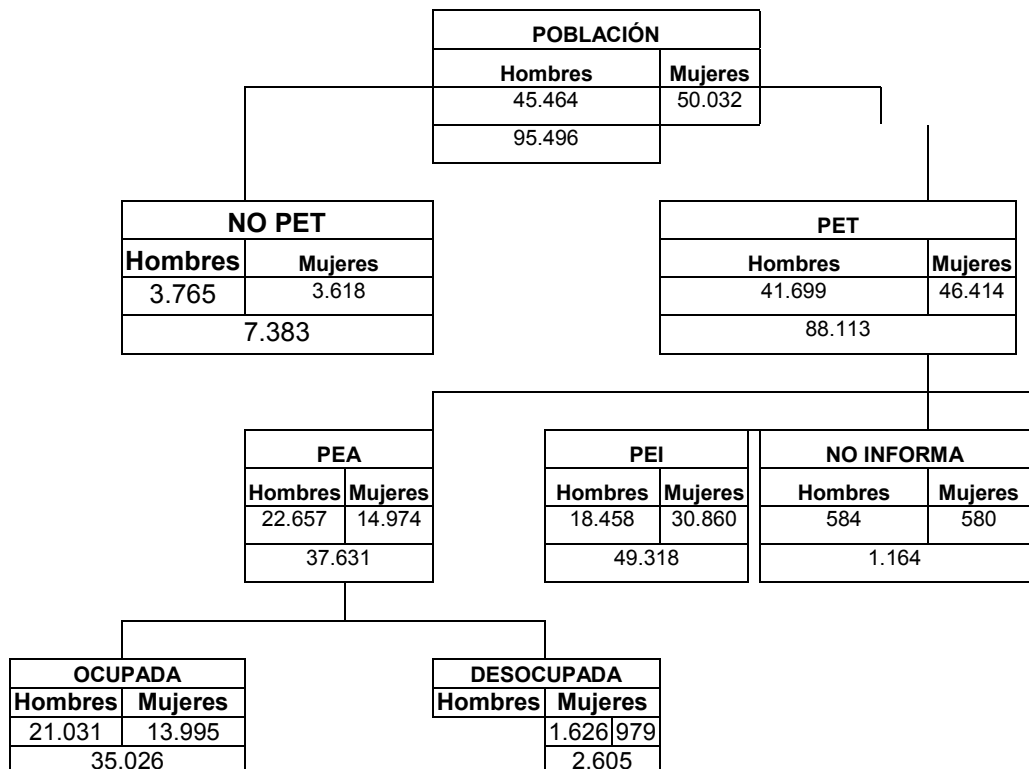 POBLACIÓN
Hombres Mujeres
45.464 50.032
95.496
NO PET
Hombres Mujeres
3.765 3.618
7.383
PET
Hombres Mujeres
41.699 46.414
88.113
PEA
Hombres Mujeres
22.657 14.974
37.631
PEI
Hombres Mujeres
18.458 30.860
49.318
NO INFORMA
Hombres Mujeres
584 580
1.164
OCUPADA
Hombres Mujeres
21.031 13.995
35.026
DESOCUPADA
Hombres Mujeres
1.626 979
2.605